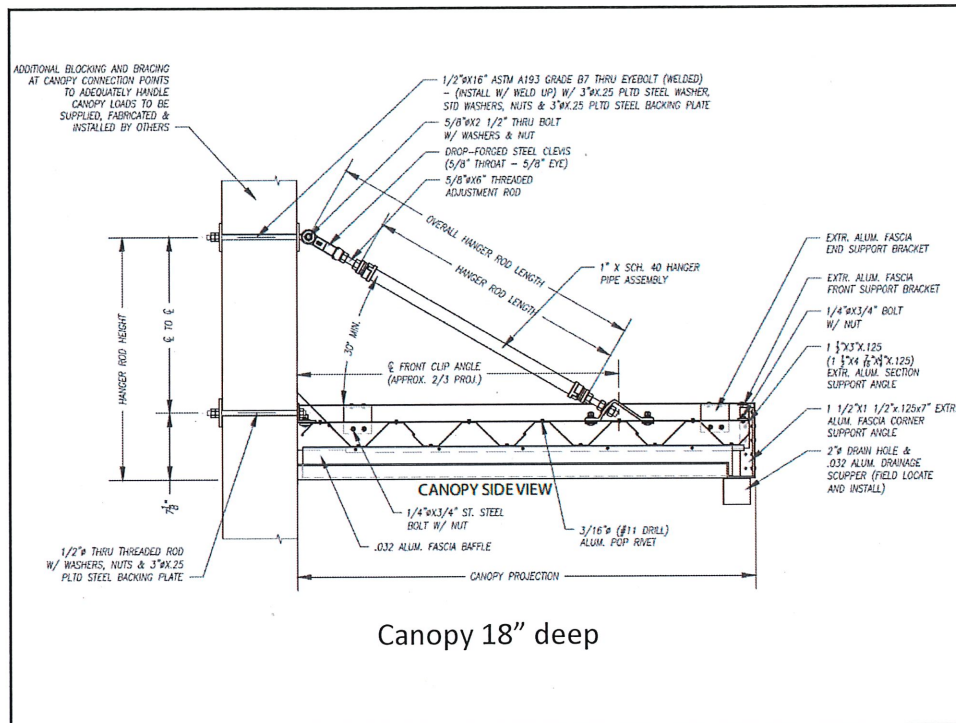 ADDITIONAL BLOCKING AND BRACING
AT CANOPY CONNECTION POINTS
TO ADEQUATELY HANDLE
CANOPY LOADS TO BE
SUPPLIED, FABRICATED &
INSTALLED BY OTHERS
1/2"øX16" ASTM A193 GRADE B7 THRU EYEBOLT (WELDED)
– (INSTALL W/ WELD UP) W/ 3"øX.25 PLTD STEEL WASHER,
STD WASHERS, NUTS & 3"øX.25 PLTD STEEL BACKING PLATE
5/8"øX2 1/2" THRU BOLT
W/ WASHERS & NUT
DROP-FORGED STEEL CLEVIS
(5/8" THROAT – 5/8" EYE)
5/8"øX6" THREADED
ADJUSTMENT ROD
OVERALL HANGER ROD LENGTH
HANGER ROD LENGTH
1" X SCH. 40 HANGER
PIPE ASSEMBLY
EXTR. ALUM. FASCIA
END SUPPORT BRACKET
EXTR. ALUM. FASCIA
FRONT SUPPORT BRACKET
1/4"øX3/4" BOLT
W/ NUT
1 1/2"X3"X.125
EXTR. ALUM. SECTION
SUPPORT ANGLE
1 1/2"X1 1/2"x.125x7" EXTR.
ALUM. FASCIA CORNER
SUPPORT ANGLE
2"ø DRAIN HOLE &
.032 ALUM. DRAINAGE
SCUPPER (FIELD LOCATE
AND INSTALL)
HANGER ROD HEIGHT
℄ TO ℄
30° MIN.
℄ FRONT CLIP ANGLE
(APPROX. 2/3 PROJ.)
7 1/8"
CANOPY SIDE VIEW
1/4"øX3/4" ST. STEEL
BOLT W/ NUT
.032 ALUM. FASCIA BAFFLE
3/16"ø (#11 DRILL)
ALUM. POP RIVET
1/2"ø THRU THREADED ROD
W/ WASHERS, NUTS & 3"øX.25
PLTD STEEL BACKING PLATE
CANOPY PROJECTION
Canopy 18” deep